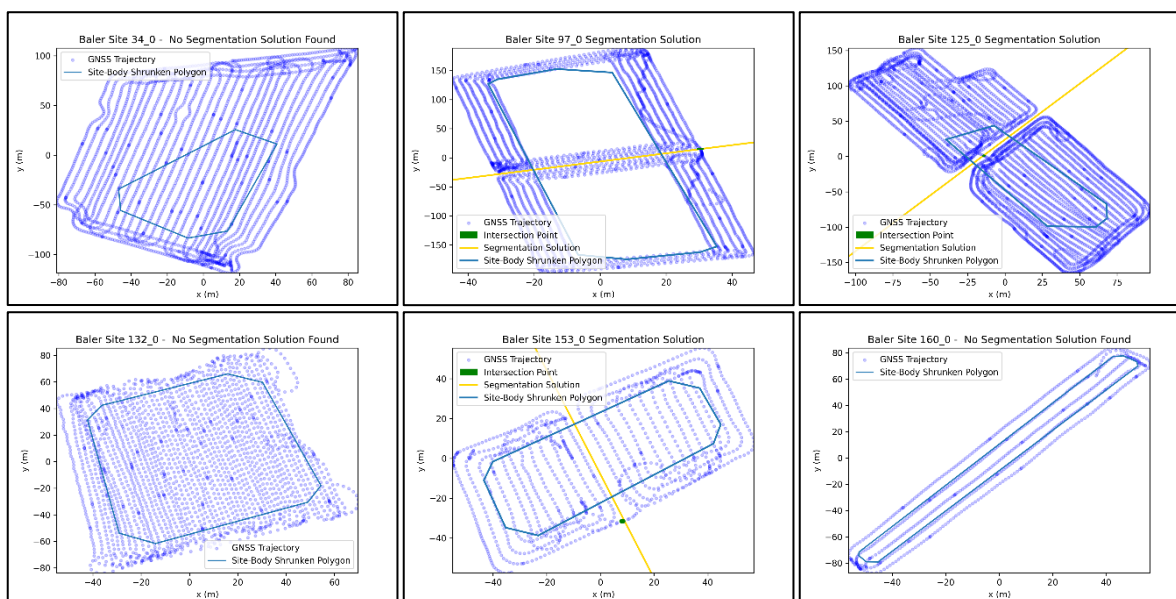 Baler Site 34_0 - No Segmentation Solution Found
GNSS Trajectory
Site-Body Shrunken Polygon
100
50
0
−50
−100
y (m)
−80 −60 −40 −20 0 20 40 60 80
x (m)
Baler Site 97_0 Segmentation Solution
150
100
50
0
−50
−100
−150
y (m)
GNSS Trajectory
Intersection Point
Segmentation Solution
Site-Body Shrunken Polygon
−40 −20 0 20 40
x (m)
Baler Site 125_0 Segmentation Solution
150
100
50
0
−50
−100
−150
y (m)
GNSS Trajectory
Intersection Point
Segmentation Solution
Site-Body Shrunken Polygon
−100 −75 −50 −25 0 25 50 75
x (m)
Baler Site 132_0 - No Segmentation Solution Found
80
60
40
20
0
−20
−40
−60
−80
y (m)
GNSS Trajectory
Site-Body Shrunken Polygon
−40 −20 0 20 40 60
x (m)
Baler Site 153_0 Segmentation Solution
GNSS Trajectory
Intersection Point
Segmentation Solution
Site-Body Shrunken Polygon
40
20
0
−20
−40
y (m)
−40 −20 0 20 40
x (m)
Baler Site 160_0 - No Segmentation Solution Found
GNSS Trajectory
Site-Body Shrunken Polygon
80
60
40
20
0
−20
−40
−60
−80
y (m)
−40 −20 0 20 40
x (m)